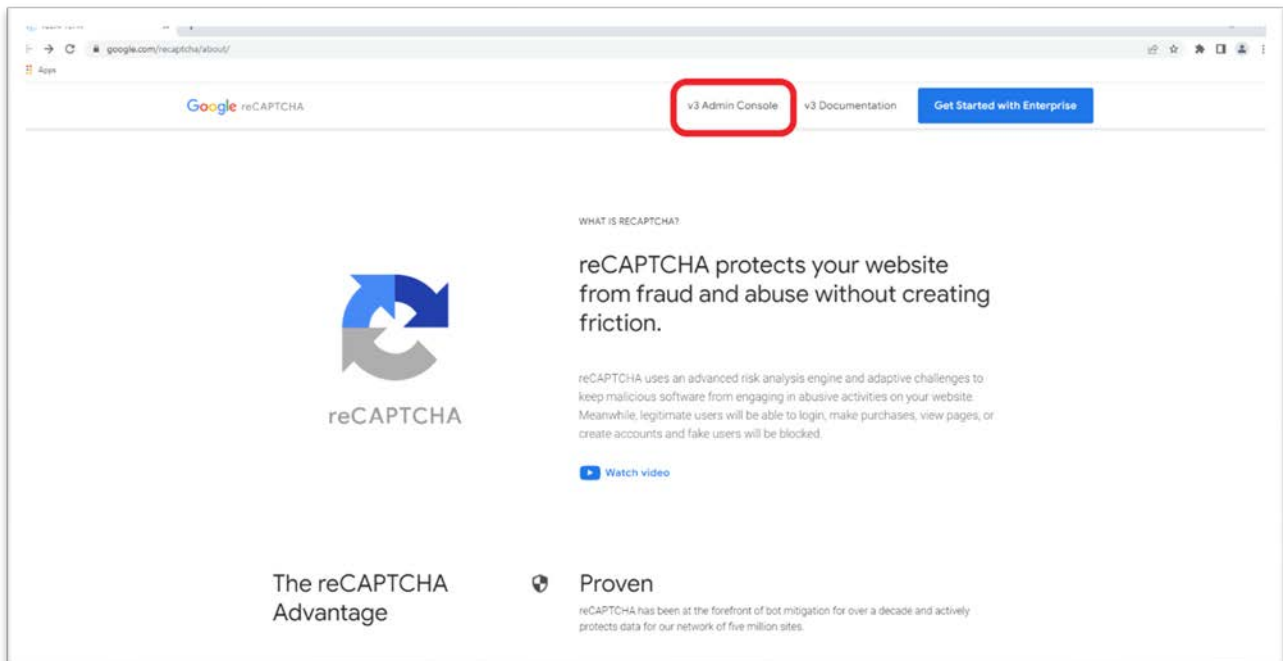 google.com/recaptcha/about/
Apps
Google reCAPTCHA
v3 Admin Console
v3 Documentation
Get Started with Enterprise
WHAT IS RECAPTCHA?
reCAPTCHA protects your website
from fraud and abuse without creating
friction.
reCAPTCHA uses an advanced risk analysis engine and adaptive challenges to
keep malicious software from engaging in abusive activities on your website.
Meanwhile, legitimate users will be able to login, make purchases, view pages, or
create accounts and fake users will be blocked.
reCAPTCHA
Watch video
The reCAPTCHA
Advantage
Proven
reCAPTCHA has been at the forefront of bot mitigation for over a decade and actively
protects data for our network of five million sites.